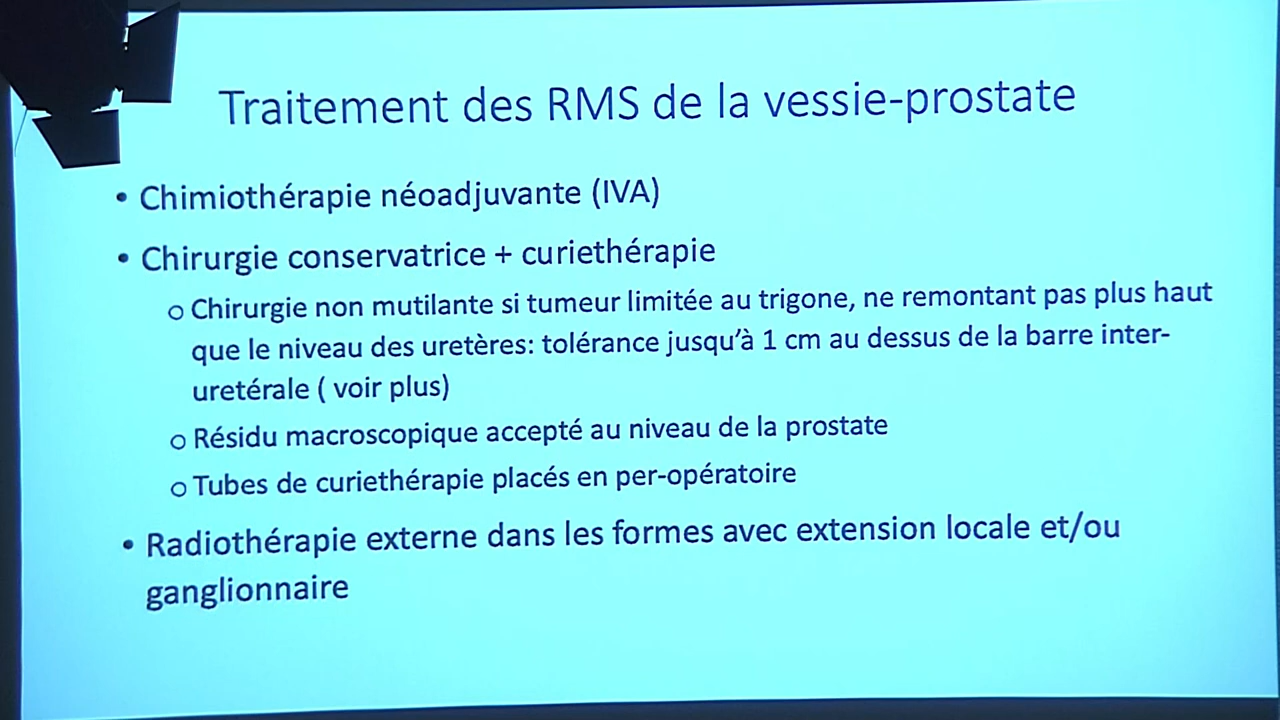 Traitement des RMS de la vessie-prostate
• Chimiothérapie néoadjuvante (IVA)
• Chirurgie conservatrice + curiethérapie
o Chirurgie non mutilante si tumeur limitée au trigone, ne remontant pas plus haut
que le niveau des uretères: tolérance jusqu'à 1 cm au dessus de la barre inter-
uretérale ( voir plus)
o Résidu macroscopique accepté au niveau de la prostate
o Tubes de curiethérapie placés en per-opératoire
• Radiothérapie externe dans les formes avec extension locale et/ou
ganglionnaire